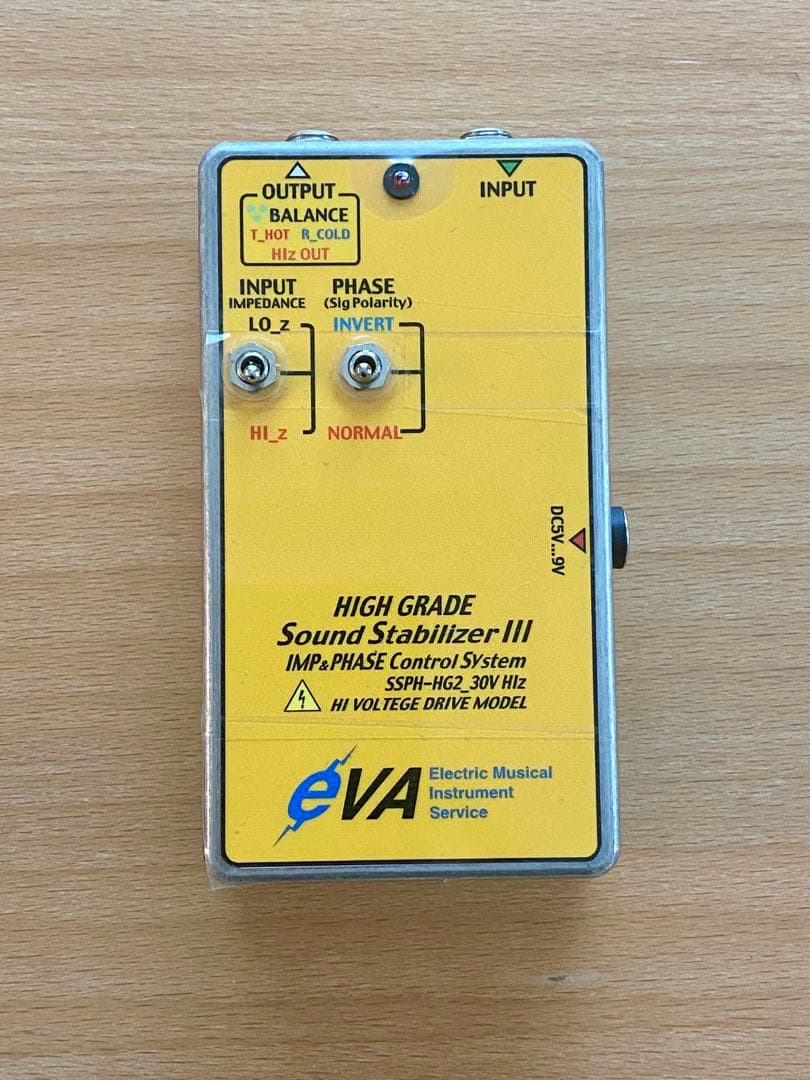 OUTPUT
BALANCE
T_HOT R_COLD
HIz OUT
INPUT
INPUT
IMPEDANCE
LO_z
HI_z
PHASE
(Sig Polarity)
INVERT
NORMAL
DC5V...9V
HIGH GRADE
Sound Stabilizer III
IMP&PHASE Control SYstem
SSPH-HG2_30V HIz
HI VOLTEGE DRIVE MODEL
eVA
Electric Musical
Instrument
Service